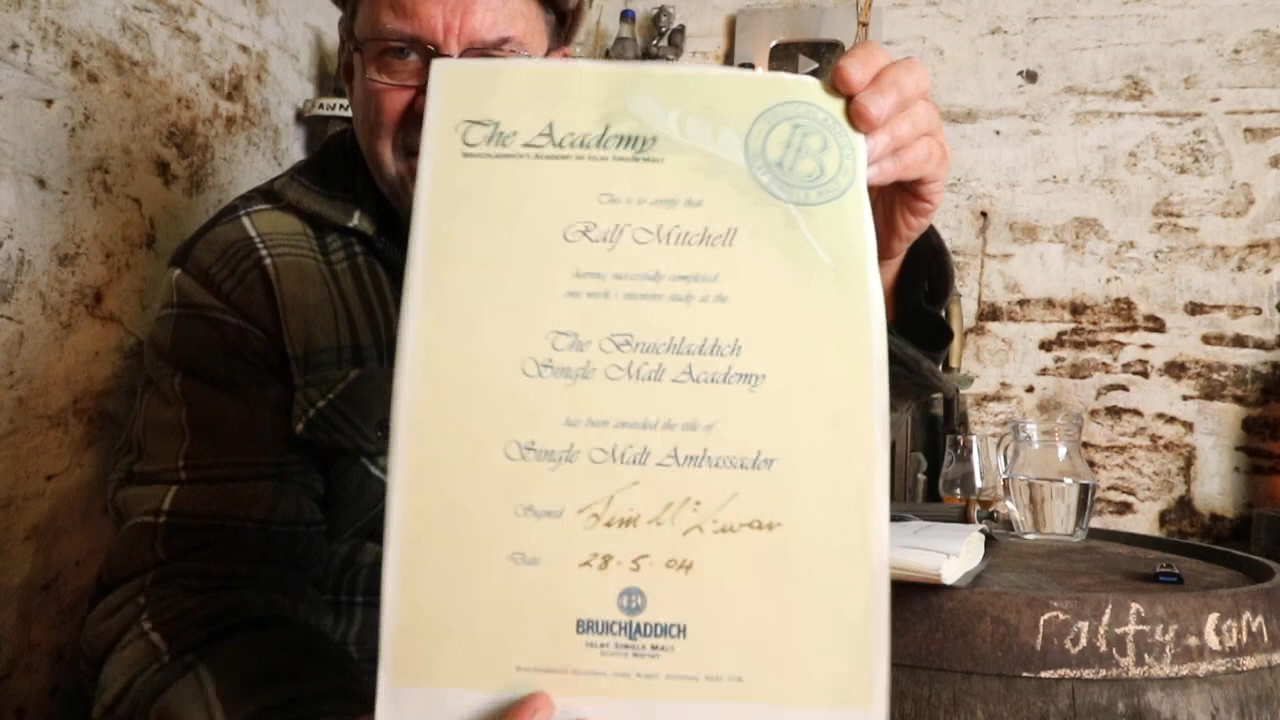 The Academy
BRUICHLADDICH'S ACADEMY OF ISLAY SINGLE MALT
This is to certify that
Ralf Mitchell
having successfully completed
one week's intensive study at the
The Bruichladdich
Single Malt Academy
has been awarded the title of
Single Malt Ambassador
Signed
Date 28.5.04
BRUICHLADDICH
ISLAY SINGLE MALT
SCOTCH WHISKY
ralfy.com